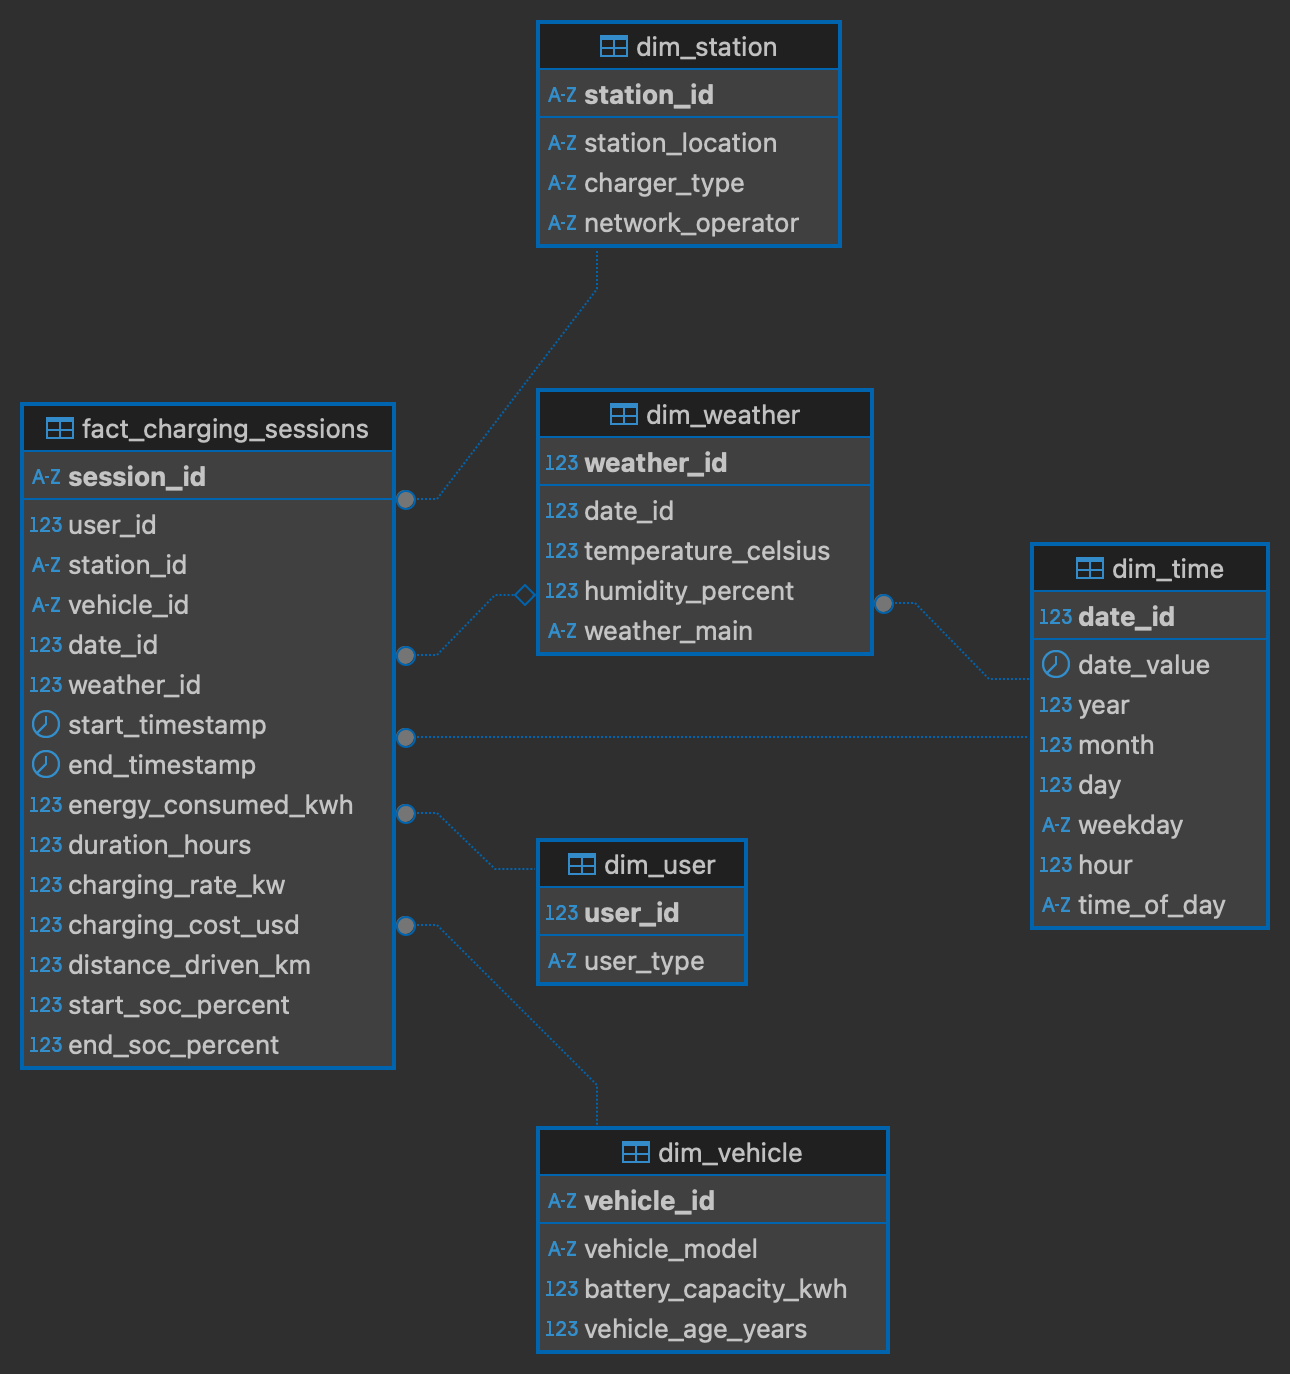 dim_station
A-Z station_id
A-Z station_location
A-Z charger_type
A-Z network_operator
fact_charging_sessions
A-Z session_id
123 user_id
A-Z station_id
A-Z vehicle_id
123 date_id
123 weather_id
start_timestamp
end_timestamp
123 energy_consumed_kwh
123 duration_hours
123 charging_rate_kw
123 charging_cost_usd
123 distance_driven_km
123 start_soc_percent
123 end_soc_percent
dim_weather
123 weather_id
123 date_id
123 temperature_celsius
123 humidity_percent
A-Z weather_main
dim_time
123 date_id
date_value
123 year
123 month
123 day
A-Z weekday
123 hour
A-Z time_of_day
dim_user
123 user_id
A-Z user_type
dim_vehicle
A-Z vehicle_id
A-Z vehicle_model
123 battery_capacity_kwh
123 vehicle_age_years